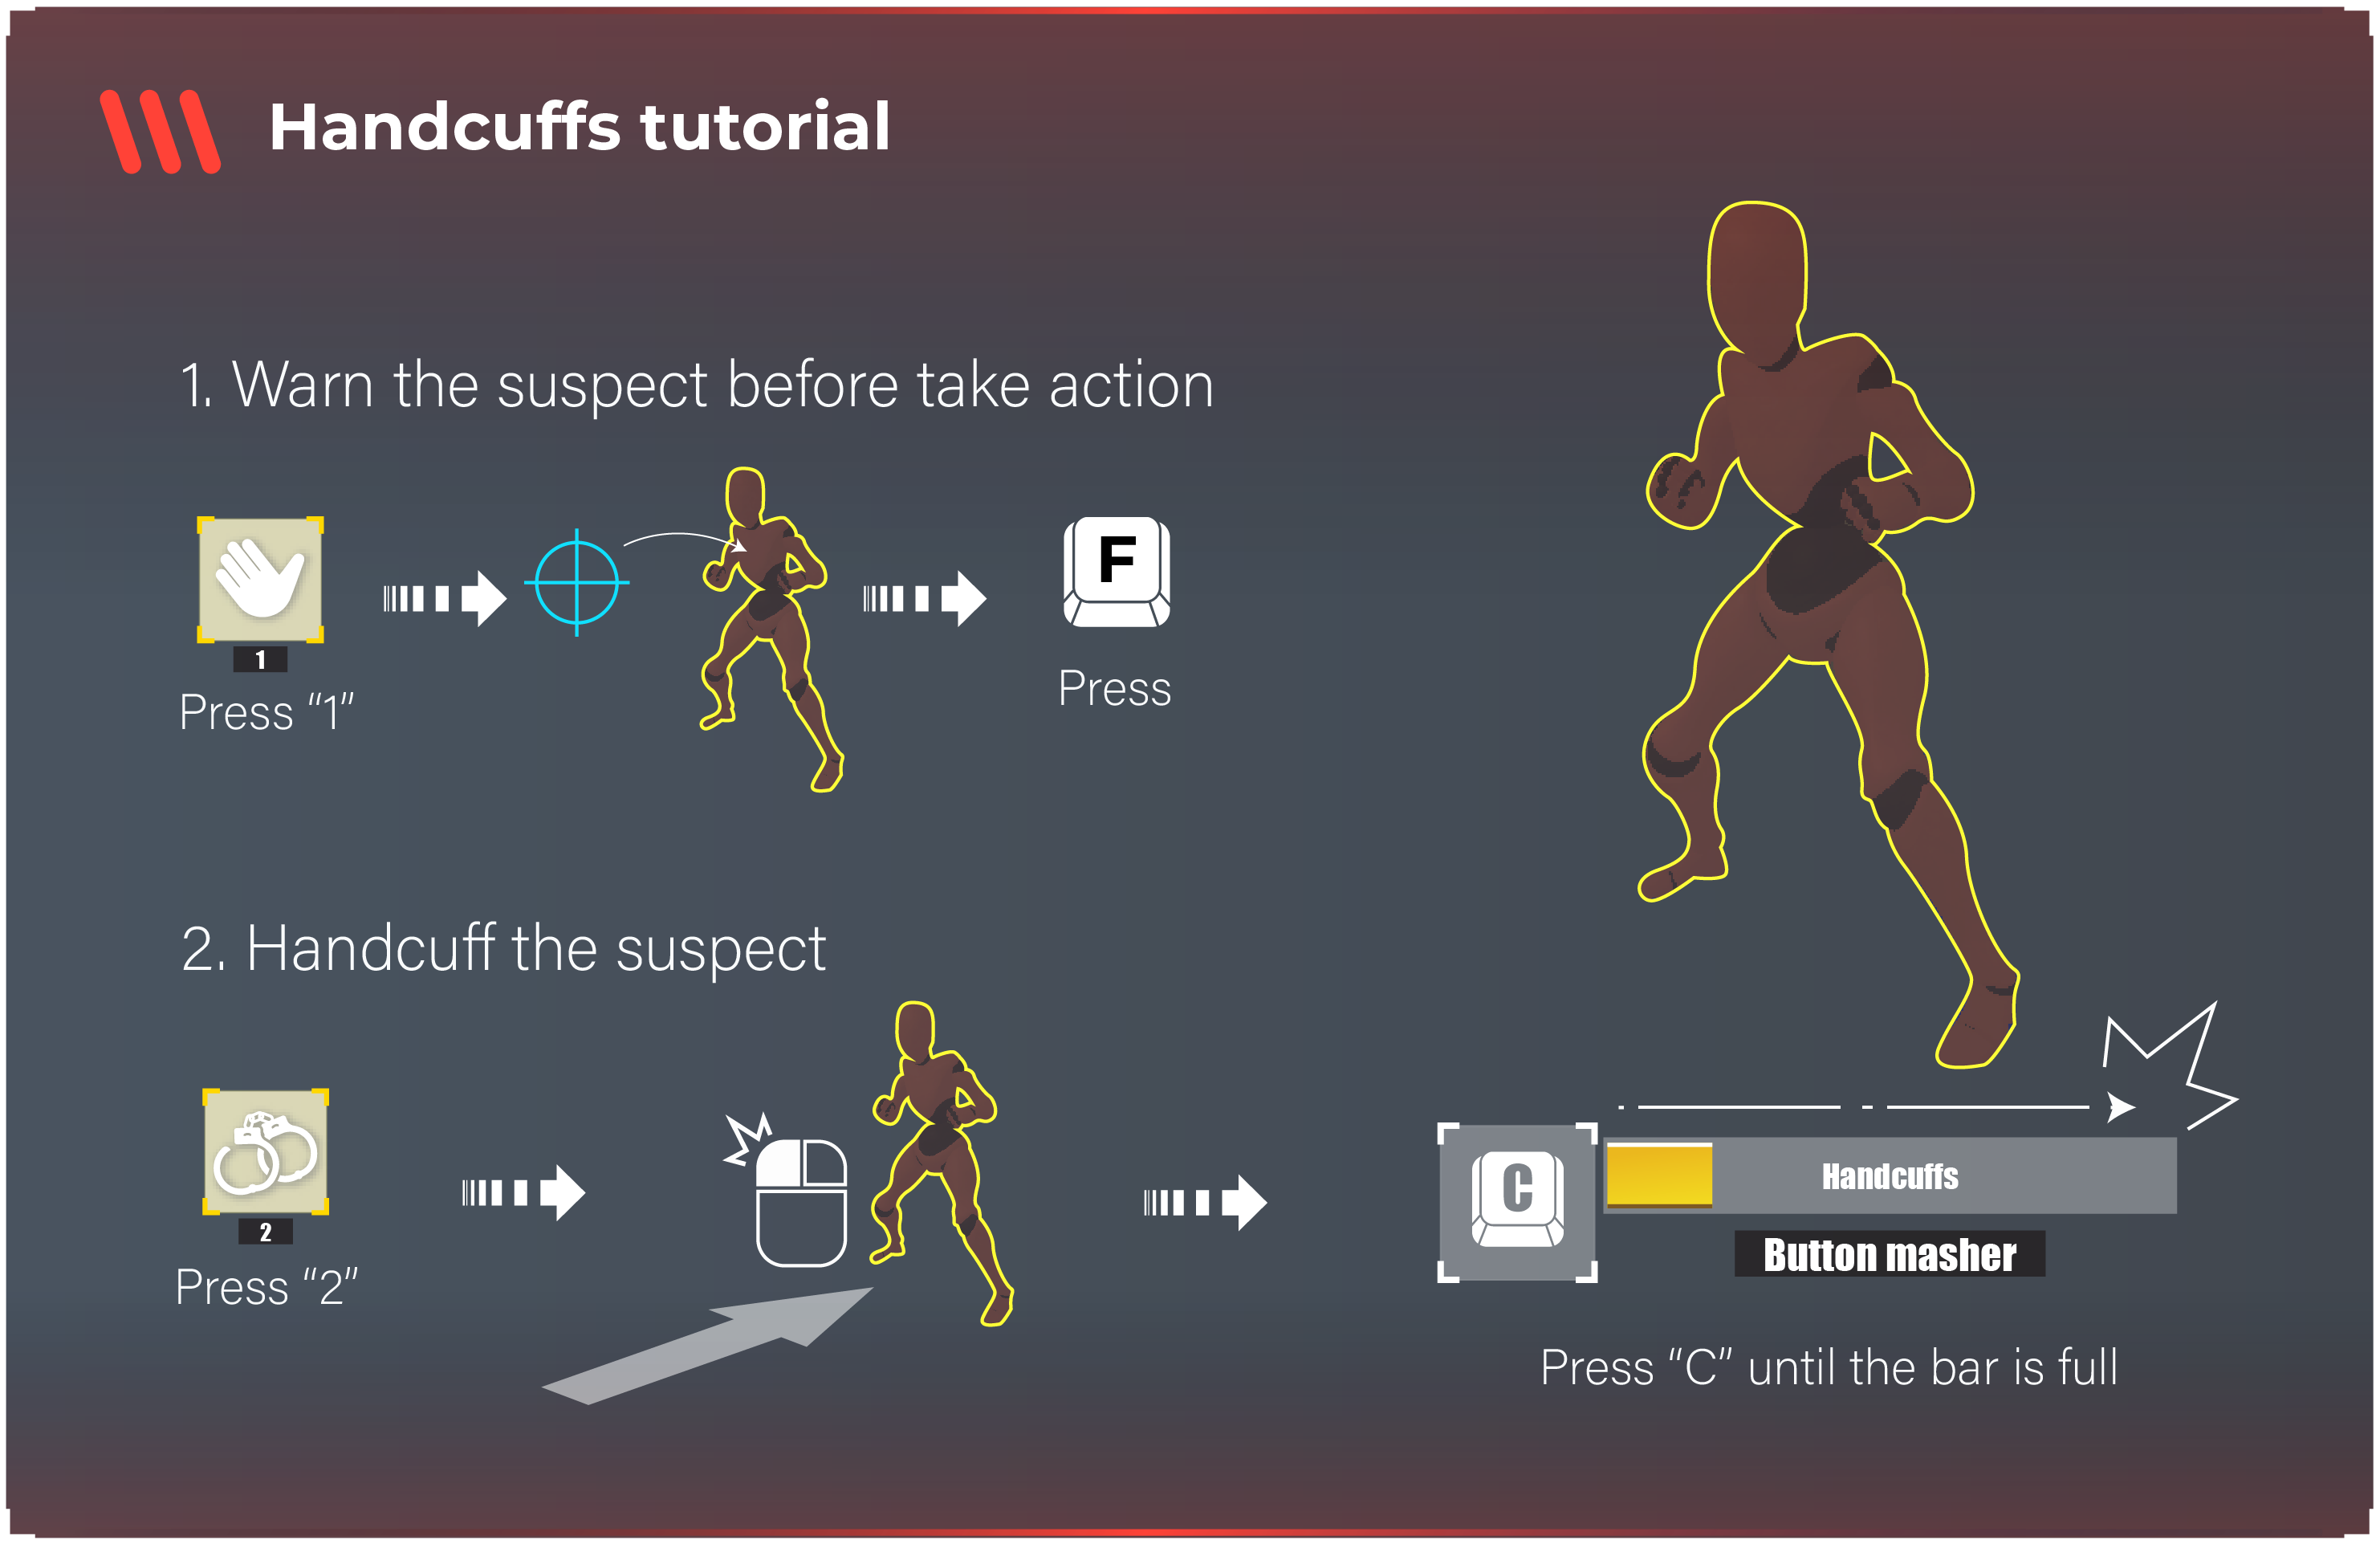 Handcuffs tutorial
1. Warn the suspect before take action
1
Press “1”
F
Press
2. Handcuff the suspect
2
Press “2”
C
Handcuffs
Button masher
Press “C” until the bar is full